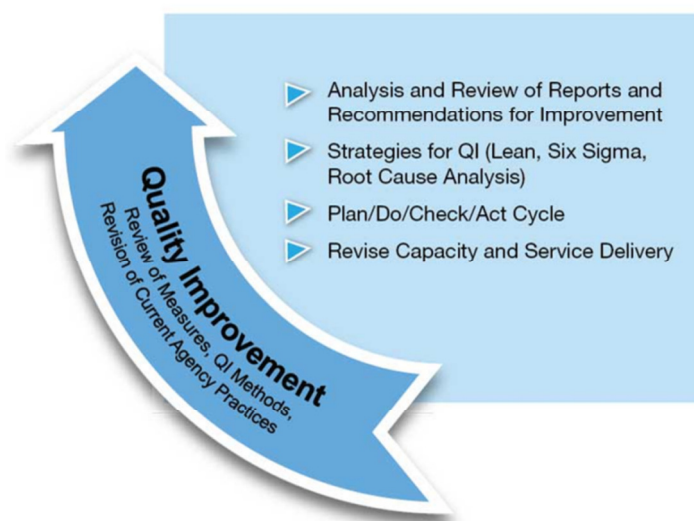 Analysis and Review of Reports and
Recommendations for Improvement
Strategies for QI (Lean, Six Sigma,
Root Cause Analysis)
Plan/Do/Check/Act Cycle
Revise Capacity and Service Delivery
Quality Improvement
Review of Measures, QI Methods,
Revision of Current Agency Practices